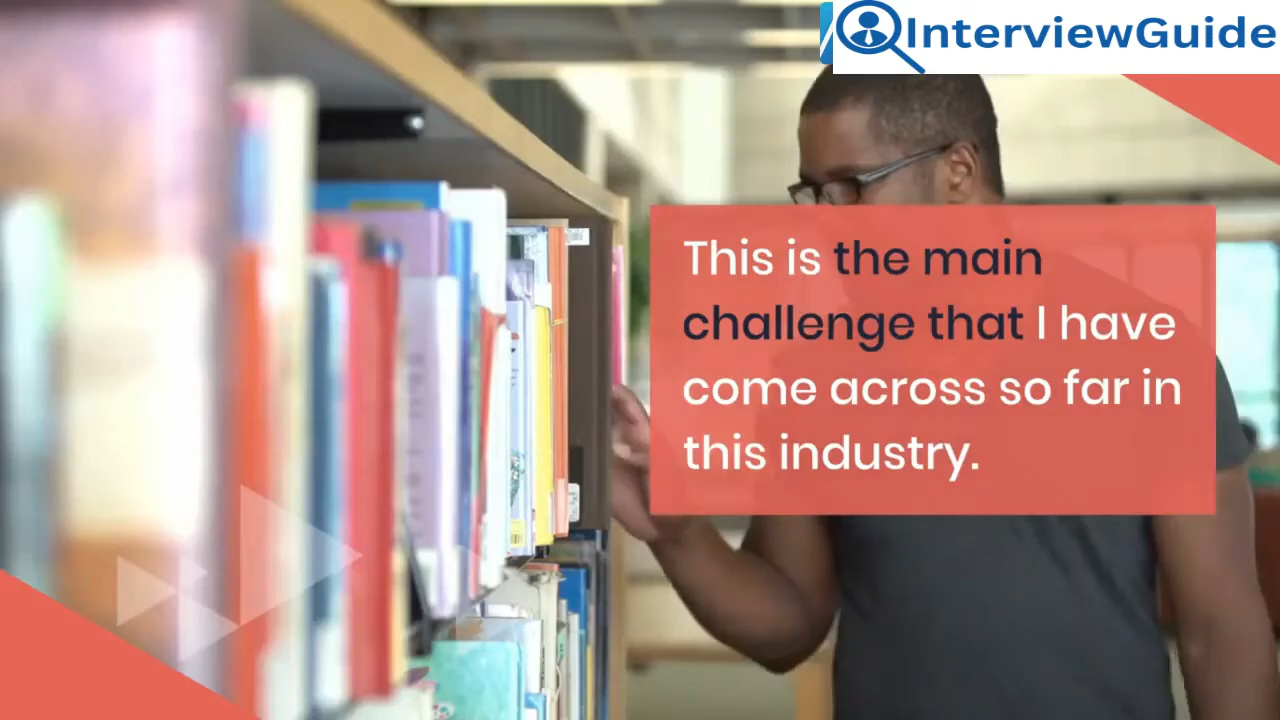 InterviewGuide
This is the main
challenge that I have
come across so far in
this industry.